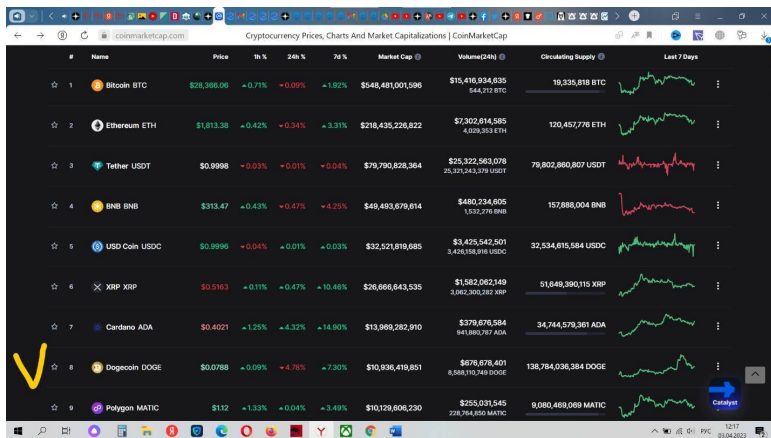 coinmarketcap.com Cryptocurrency Prices, Charts And Market Capitalizations | CoinMarketCap
# Name Price 1h % 24h % 7d % Market Cap Volume(24h) Circulating Supply Last 7 Days
1 Bitcoin BTC $28,366.06 0.71% 0.09% 1.92% $548,481,001,596 $15,416,934,635 19,335,818 BTC
544,212 BTC
2 Ethereum ETH $1,813.38 0.42% 0.34% 3.31% $218,435,226,822 $7,302,614,585 120,457,776 ETH
4,029,353 ETH
3 Tether USDT $0.9998 0.03% 0.01% 0.04% $79,790,828,364 $25,322,563,078 79,802,860,807 USDT
25,321,243,379 USDT
4 BNB BNB $313.47 0.43% 0.47% 4.25% $49,493,679,614 $480,234,605 157,888,004 BNB
1,532,276 BNB
5 USD Coin USDC $0.9996 0.04% 0.01% 0.03% $32,521,819,685 $3,425,542,501 32,534,615,584 USDC
3,426,158,916 USDC
6 XRP XRP $0.5163 0.11% 0.47% 10.46% $26,666,643,535 $1,582,062,149 51,649,390,115 XRP
3,062,300,282 XRP
7 Cardano ADA $0.4021 1.25% 4.32% 14.90% $13,969,282,910 $379,676,584 34,744,579,361 ADA
941,880,787 ADA
8 Dogecoin DOGE $0.0788 0.09% 4.78% 7.30% $10,936,419,851 $676,678,401 138,784,036,384 DOGE
8,588,110,749 DOGE
9 Polygon MATIC $1.12 1.33% 0.04% 3.49% $10,129,606,230 $255,031,545 9,080,469,069 MATIC
228,764,850 MATIC
Catalyst
РУС 12:17
03.04.2023